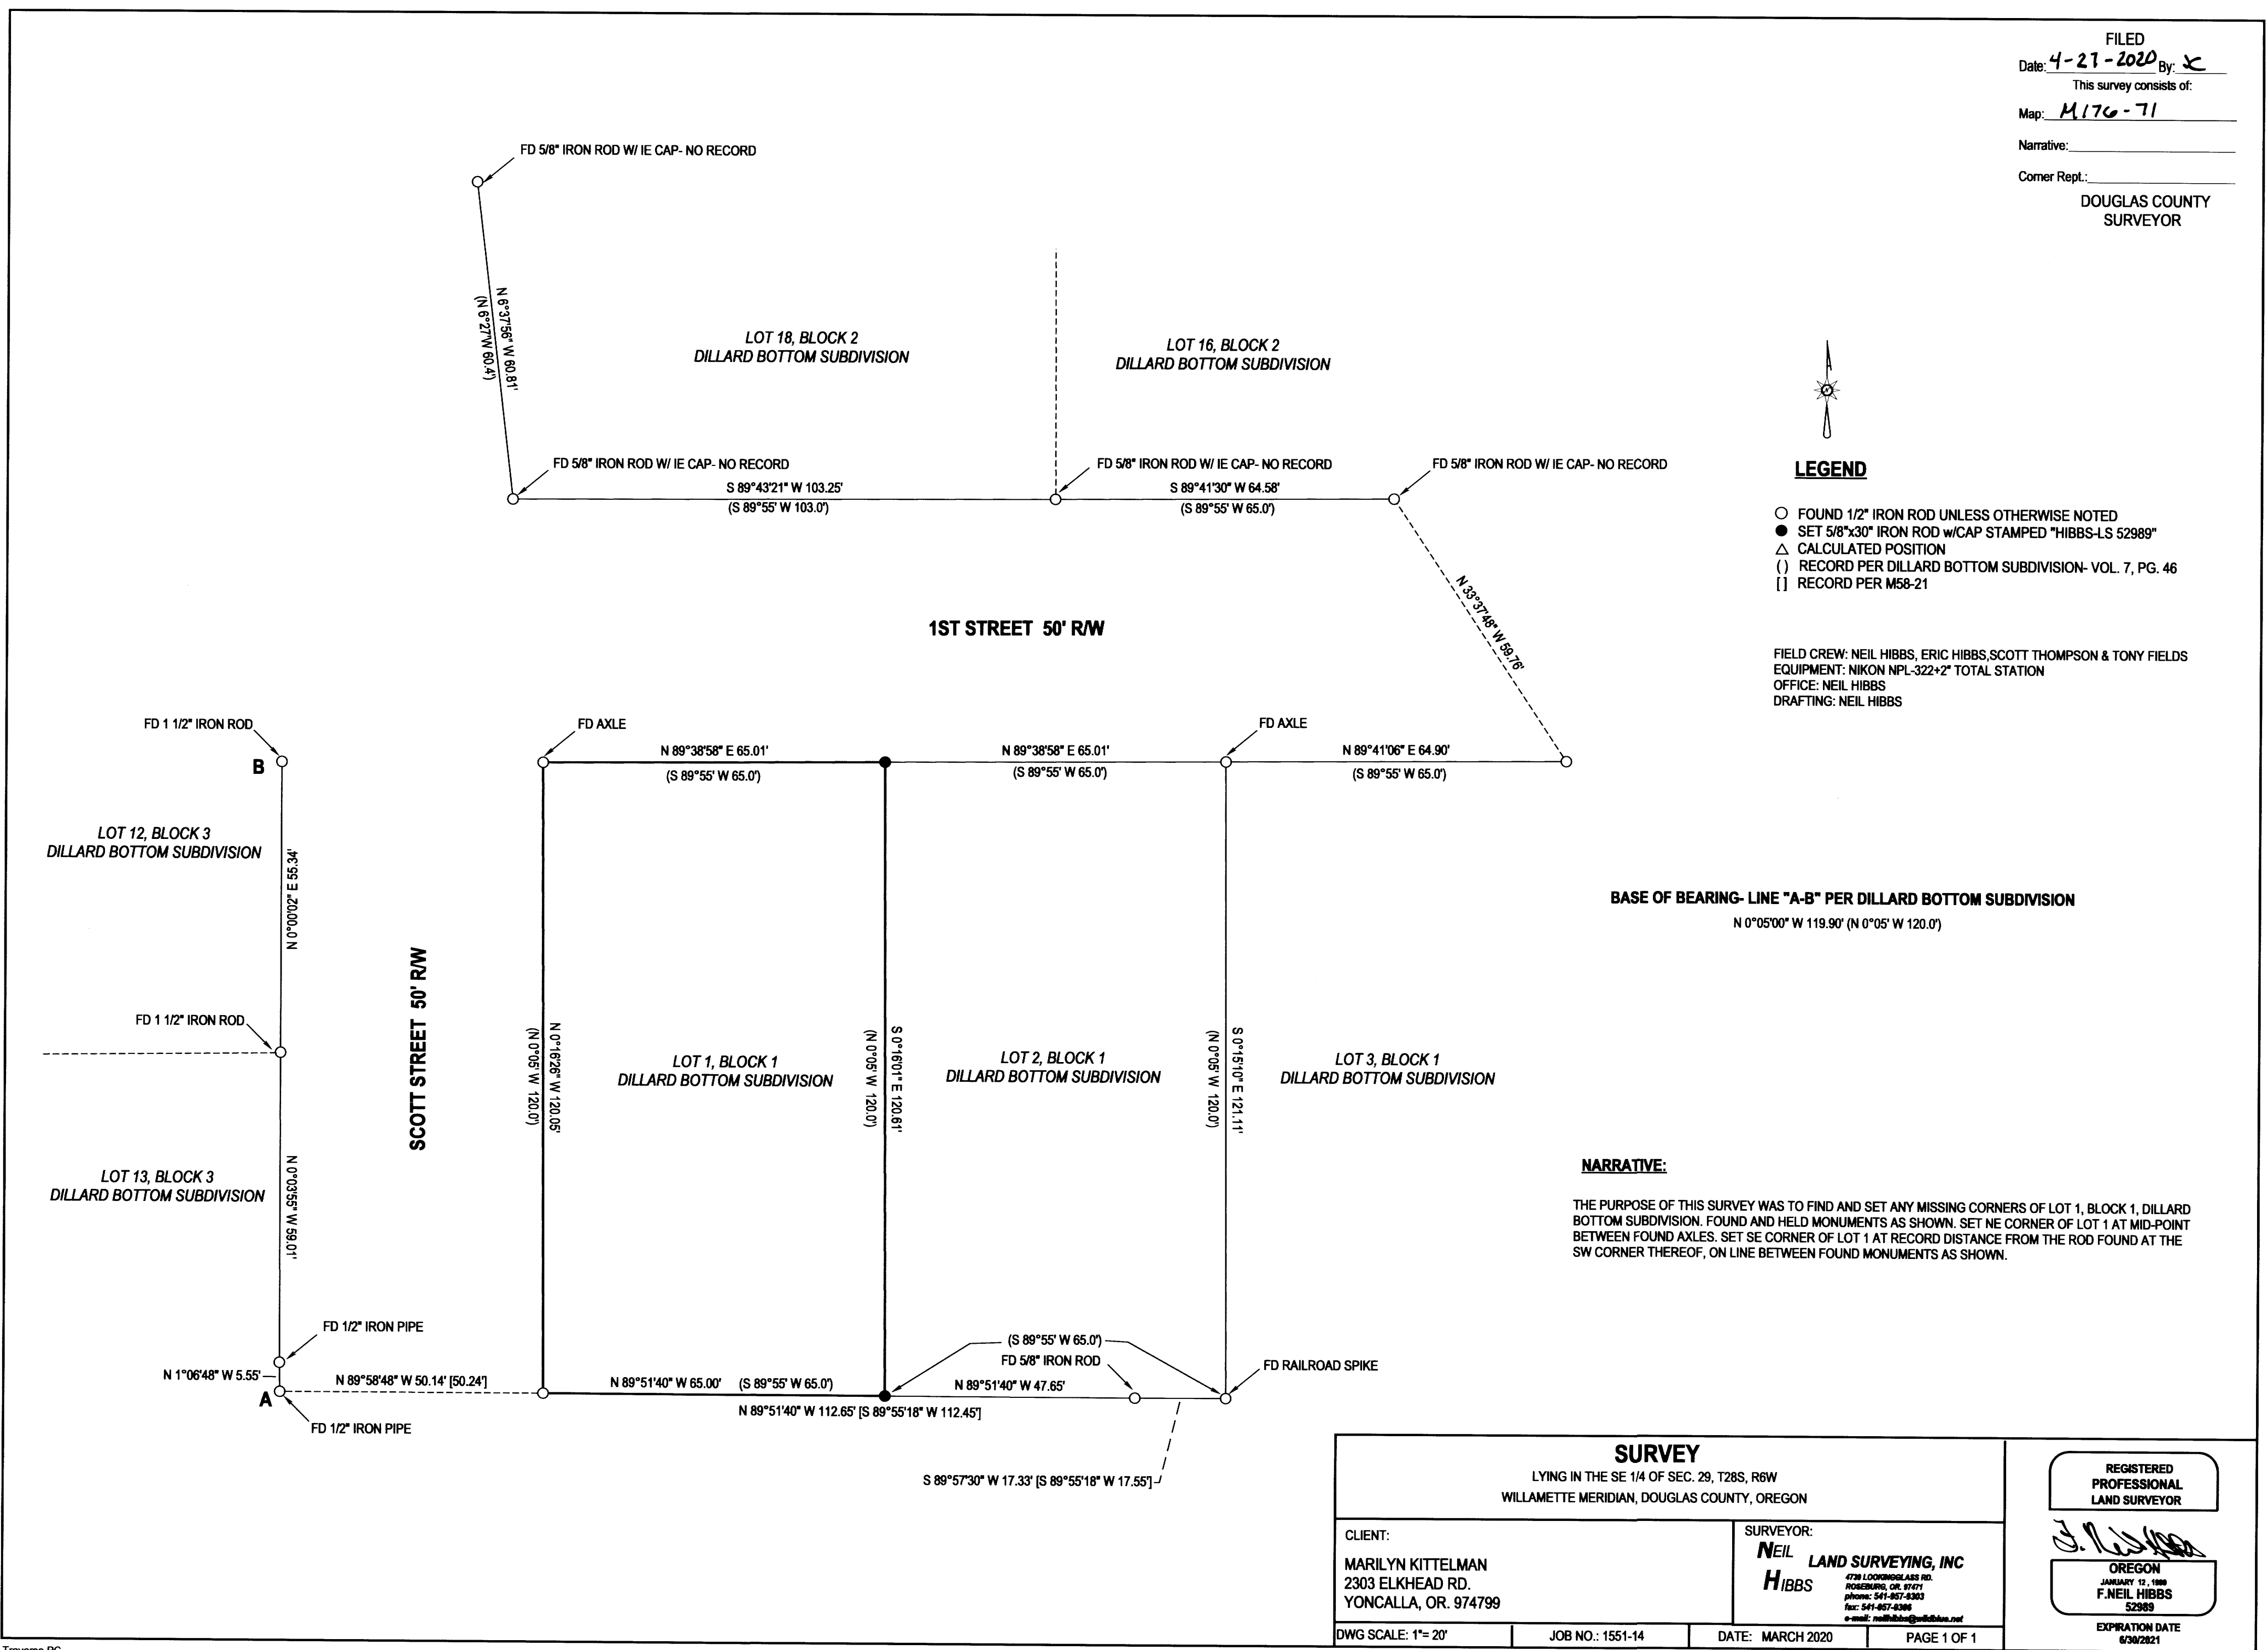 FILED
Date: 4-27-2020 By:
This survey consists of:
Map: M176-71
Narrative:
Corner Rept.:
DOUGLAS COUNTY
SURVEYOR
FD 5/8" IRON ROD W/ IE CAP- NO RECORD
N 6°37'56" W 60.81'
(N 6°27'W 60.4')
LOT 18, BLOCK 2
DILLARD BOTTOM SUBDIVISION
LOT 16, BLOCK 2
DILLARD BOTTOM SUBDIVISION
FD 5/8" IRON ROD W/ IE CAP- NO RECORD
S 89°43'21" W 103.25'
(S 89°55' W 103.0')
FD 5/8" IRON ROD W/ IE CAP- NO RECORD
S 89°41'30" W 64.58'
(S 89°55' W 65.0')
FD 5/8" IRON ROD W/ IE CAP- NO RECORD
N 33°37'48" W 59.76'
LEGEND
FOUND 1/2" IRON ROD UNLESS OTHERWISE NOTED
SET 5/8"x30" IRON ROD w/CAP STAMPED "HIBBS-LS 52989"
CALCULATED POSITION
( ) RECORD PER DILLARD BOTTOM SUBDIVISION- VOL. 7, PG. 46
[ ] RECORD PER M58-21
FIELD CREW: NEIL HIBBS, ERIC HIBBS,SCOTT THOMPSON & TONY FIELDS
EQUIPMENT: NIKON NPL-322+2" TOTAL STATION
OFFICE: NEIL HIBBS
DRAFTING: NEIL HIBBS
1ST STREET 50' R/W
FD 1 1/2" IRON ROD
B
FD AXLE
N 89°38'58" E 65.01'
(S 89°55' W 65.0')
N 89°38'58" E 65.01'
(S 89°55' W 65.0')
FD AXLE
N 89°41'06" E 64.90'
(S 89°55' W 65.0')
LOT 12, BLOCK 3
DILLARD BOTTOM SUBDIVISION
N 0°00'02" E 55.34'
BASE OF BEARING- LINE "A-B" PER DILLARD BOTTOM SUBDIVISION
N 0°05'00" W 119.90' (N 0°05' W 120.0')
SCOTT STREET 50' R/W
FD 1 1/2" IRON ROD
N 0°16'26" W 120.05'
(N 0°05' W 120.0')
LOT 1, BLOCK 1
DILLARD BOTTOM SUBDIVISION
S 0°16'01" E 120.61'
(N 0°05' W 120.0')
LOT 2, BLOCK 1
DILLARD BOTTOM SUBDIVISION
S 0°15'10" E 121.11'
(N 0°05' W 120.0')
LOT 3, BLOCK 1
DILLARD BOTTOM SUBDIVISION
LOT 13, BLOCK 3
DILLARD BOTTOM SUBDIVISION
N 0°03'55" W 59.01'
NARRATIVE:
THE PURPOSE OF THIS SURVEY WAS TO FIND AND SET ANY MISSING CORNERS OF LOT 1, BLOCK 1, DILLARD
BOTTOM SUBDIVISION. FOUND AND HELD MONUMENTS AS SHOWN. SET NE CORNER OF LOT 1 AT MID-POINT
BETWEEN FOUND AXLES. SET SE CORNER OF LOT 1 AT RECORD DISTANCE FROM THE ROD FOUND AT THE
SW CORNER THEREOF, ON LINE BETWEEN FOUND MONUMENTS AS SHOWN.
FD 1/2" IRON PIPE
N 1°06'48" W 5.55'
A
N 89°58'48" W 50.14' [50.24']
FD 1/2" IRON PIPE
N 89°51'40" W 65.00' (S 89°55' W 65.0')
N 89°51'40" W 112.65' [S 89°55'18" W 112.45']
(S 89°55' W 65.0')
FD 5/8" IRON ROD
N 89°51'40" W 47.65'
FD RAILROAD SPIKE
S 89°57'30" W 17.33' [S 89°55'18" W 17.55']
SURVEY
LYING IN THE SE 1/4 OF SEC. 29, T28S, R6W
WILLAMETTE MERIDIAN, DOUGLAS COUNTY, OREGON
CLIENT:
MARILYN KITTELMAN
2303 ELKHEAD RD.
YONCALLA, OR. 974799
SURVEYOR:
NEIL
HIBBS
LAND SURVEYING, INC
4739 LOOKINGGLASS RD.
ROSEBURG, OR. 97471
phone: 541-957-9303
fax: 541-957-9306
e-mail: neilhibbs@wildblue.net
DWG SCALE: 1"= 20'
JOB NO.: 1551-14
DATE: MARCH 2020
PAGE 1 OF 1
REGISTERED
PROFESSIONAL
LAND SURVEYOR
OREGON
F.NEIL HIBBS
52989
EXPIRATION DATE
6/30/2021